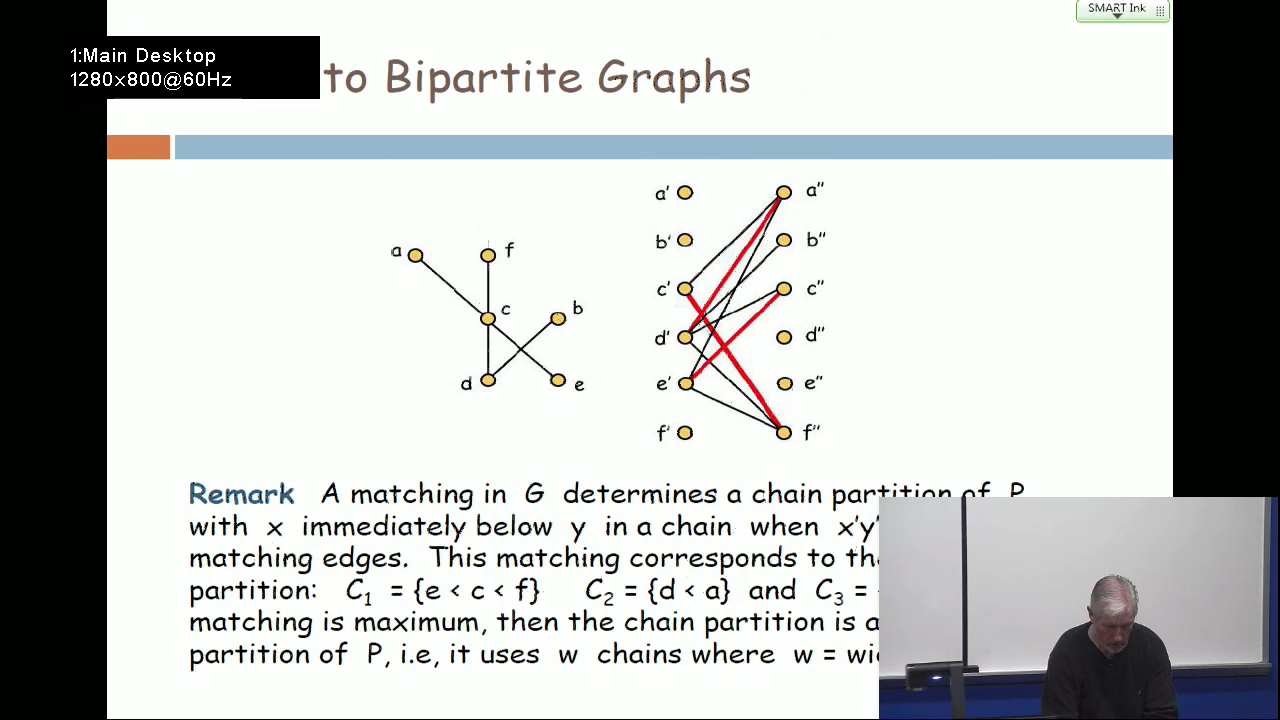 SMART Ink
1:Main Desktop
1280x800@60Hz
to Bipartite Graphs
a' a"
b' b"
c' c"
d' d"
e' e"
f' f"
a f
c b
d e
Remark A matching in G determines a chain partition of P
with x immediately below y in a chain when x'y"
matching edges. This matching corresponds to the
partition: C₁ = {e < c < f} C₂ = {d < a} and C₃ =
matching is maximum, then the chain partition is a
partition of P, i.e, it uses w chains where w =